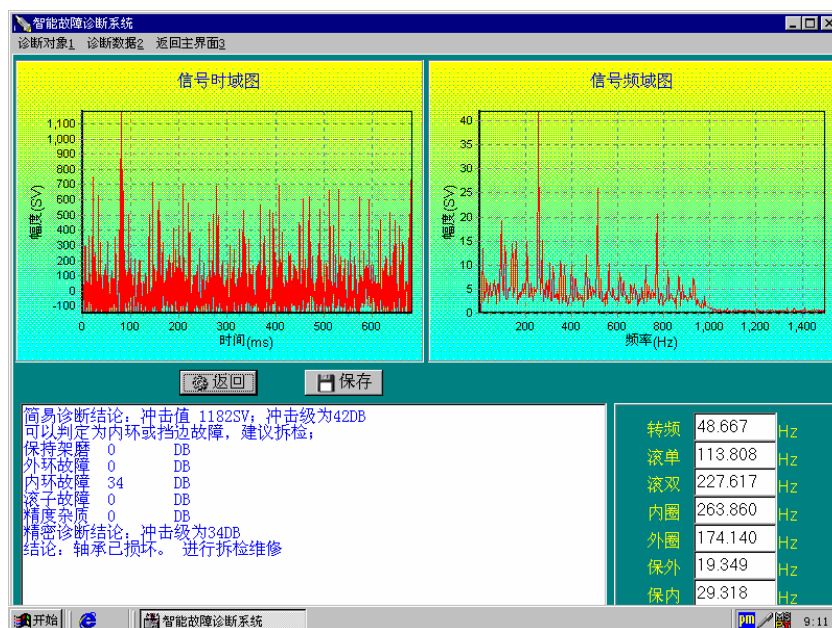 智能故障诊断系统
诊断对象1 诊断数据2 返回主界面3
信号时域图
1,100
1,000
900
800
700
600
500
400
300
200
100
0
-100
幅度(SV)
0 100 200 300 400 500 600
时间(ms)
信号频域图
40
35
30
25
20
15
10
5
0
幅度(SV)
200 400 600 800 1,000 1,200 1,400
频率(Hz)
返回 保存
简易诊断结论：冲击值 1182SV；冲击级为42DB
可以判定为内环或挡边故障，建议拆检；
保持架磨 0 DB
外环故障 0 DB
内环故障 34 DB
滚子故障 0 DB
精度杂质 0 DB
精密诊断结论：冲击级为34DB
结论：轴承已损坏。 进行拆检维修
转频 48.667 Hz
滚单 113.808 Hz
滚双 227.617 Hz
内圈 263.860 Hz
外圈 174.140 Hz
保外 19.349 Hz
保内 29.318 Hz
开始 智能故障诊断系统 pm 9:11